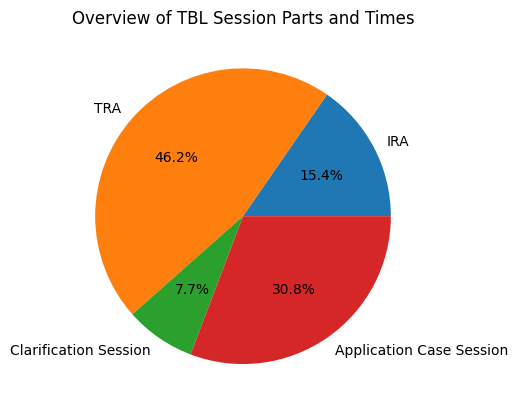 Overview of TBL Session Parts and Times
TRA
46.2%
IRA
15.4%
7.7%
30.8%
Clarification Session
Application Case Session